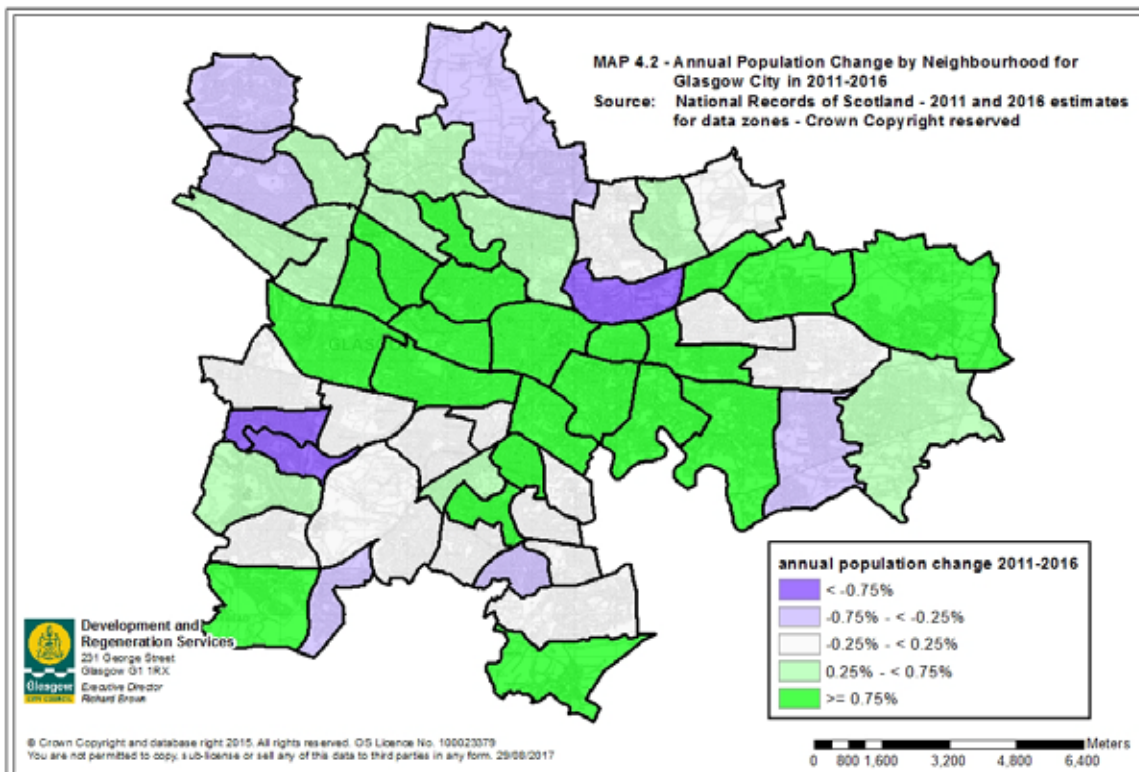 MAP 4.2 - Annual Population Change by Neighbourhood for
Glasgow City in 2011-2016
Source: National Records of Scotland - 2011 and 2016 estimates
for data zones - Crown Copyright reserved
annual population change 2011-2016
< -0.75%
-0.75% - < -0.25%
-0.25% - < 0.25%
0.25% - < 0.75%
>= 0.75%
Development and
Regeneration Services
231 George Street
Glasgow G1 1RX
Executive Director
Richard Brown
Glasgow
CITY COUNCIL
© Crown Copyright and database right 2015. All rights reserved. OS Licence No. 100023379
You are not permitted to copy, sub-license or sell any of this data to third parties in any form. 29/08/2017
Meters
0 800 1,600 3,200 4,800 6,400